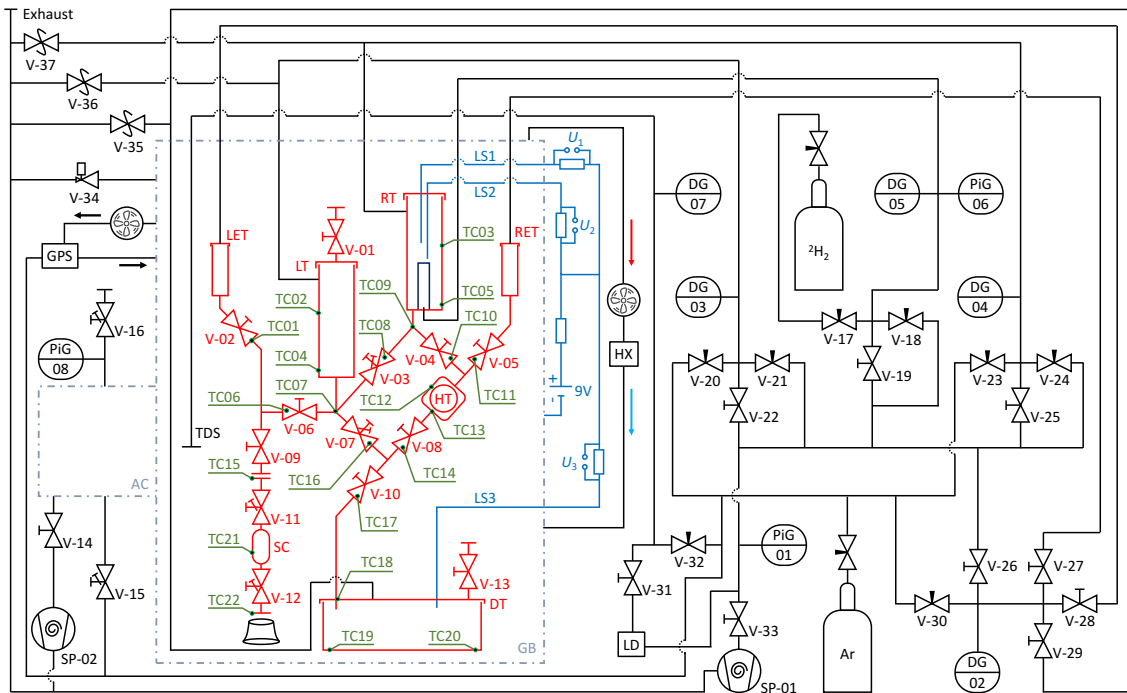 Exhaust
V-37
V-36
V-35
V-34
GPS
V-16
PiG
08
AC
TDS
V-14
V-15
SP-02
LET
V-02
TC01
LT
V-01
TC02
TC04
TC06
TC07
TC08
TC09
TC10
TC11
TC12
TC13
TC14
TC15
TC16
TC17
TC18
TC19
TC20
TC21
TC22
RT
TC03
TC05
RET
V-03
V-04
V-05
V-06
V-07
V-08
V-09
V-10
V-11
V-12
V-13
HT
SC
DT
GB
LS1
LS2
LS3
U1
U2
U3
+
-
9V
HX
DG
07
DG
03
²H₂
DG
05
PiG
06
DG
04
V-17
V-18
V-19
V-20
V-21
V-22
V-23
V-24
V-25
V-32
PiG
01
V-31
LD
V-33
SP-01
Ar
V-26
V-27
V-28
V-29
V-30
DG
02